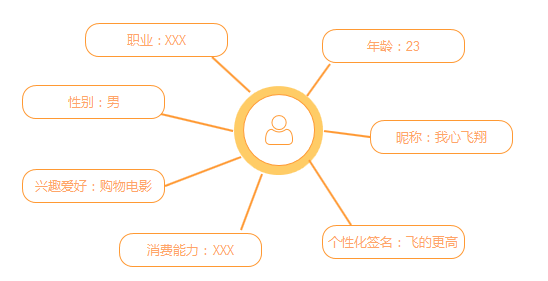 职业：XXX
年龄：23
性别：男
昵称：我心飞翔
兴趣爱好：购物电影
个性化签名：飞的更高
消费能力：XXX